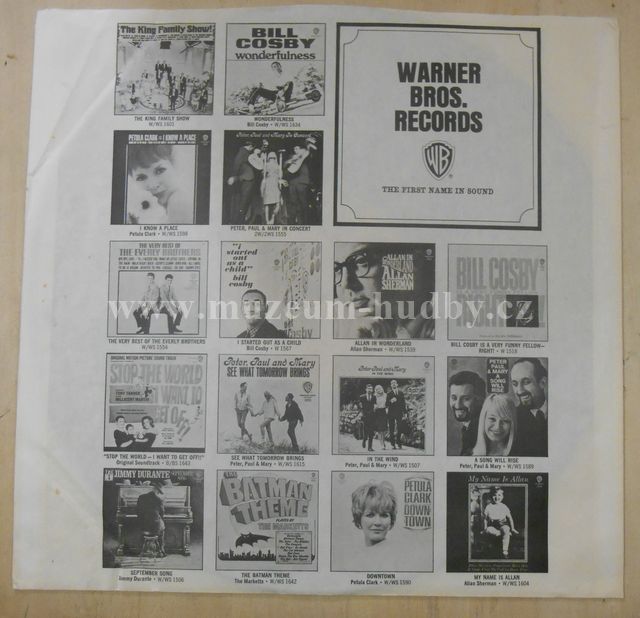 The King Family Show!
THE KING FAMILY SHOW
W/WS 1601
BILL
COSBY
wonderfulness
WONDERFULNESS
Bill Cosby • W/WS 1634
WARNER
BROS.
RECORDS
WB
THE FIRST NAME IN SOUND
PETULA CLARK • I KNOW A PLACE
I KNOW A PLACE
Petula Clark • W/WS 1598
Peter, Paul and Mary In Concert
PETER, PAUL & MARY IN CONCERT
2W/2WS 1555
THE VERY BEST OF
THE EVERLY BROTHERS
THE VERY BEST OF THE EVERLY BROTHERS
W/WS 1554
"i
started
out
as a
child"
bill
cosby
I STARTED OUT AS A CHILD
Bill Cosby • W 1567
ALLAN IN
WONDERLAND
ALLAN
SHERMAN
ALLAN IN WONDERLAND
Allan Sherman • W/WS 1539
BILL COSBY
BILL COSBY IS A VERY FUNNY FELLOW–
RIGHT! • W 1518
www.muzeum-hudby.cz
ORIGINAL MOTION PICTURE SOUND TRACK
STOP THE WORLD
I WANT TO
GET OFF
TONY TANNER
MILLICENT MARTIN
"STOP THE WORLD–I WANT TO GET OFF!"
Original Soundtrack • B/BS 1643
Peter, Paul and Mary
SEE WHAT TOMORROW BRINGS
SEE WHAT TOMORROW BRINGS
Peter, Paul & Mary • W/WS 1615
Peter, Paul and Mary
IN THE WIND
IN THE WIND
Peter, Paul & Mary • W/WS 1507
PETER
PAUL &
MARY
A
SONG
WILL
RISE
A SONG WILL RISE
Peter, Paul & Mary • W/WS 1589
JIMMY DURANTE
SEPTEMBER SONG
Jimmy Durante • W/WS 1506
THE
BATMAN
THEME
PLAYED BY
THE MARKETTS
THE BATMAN THEME
The Marketts • W/WS 1642
PETULA
CLARK
DOWN
TOWN
DOWNTOWN
Petula Clark • W/WS 1590
My Name Is Allan
MY NAME IS ALLAN
Allan Sherman • W/WS 1604